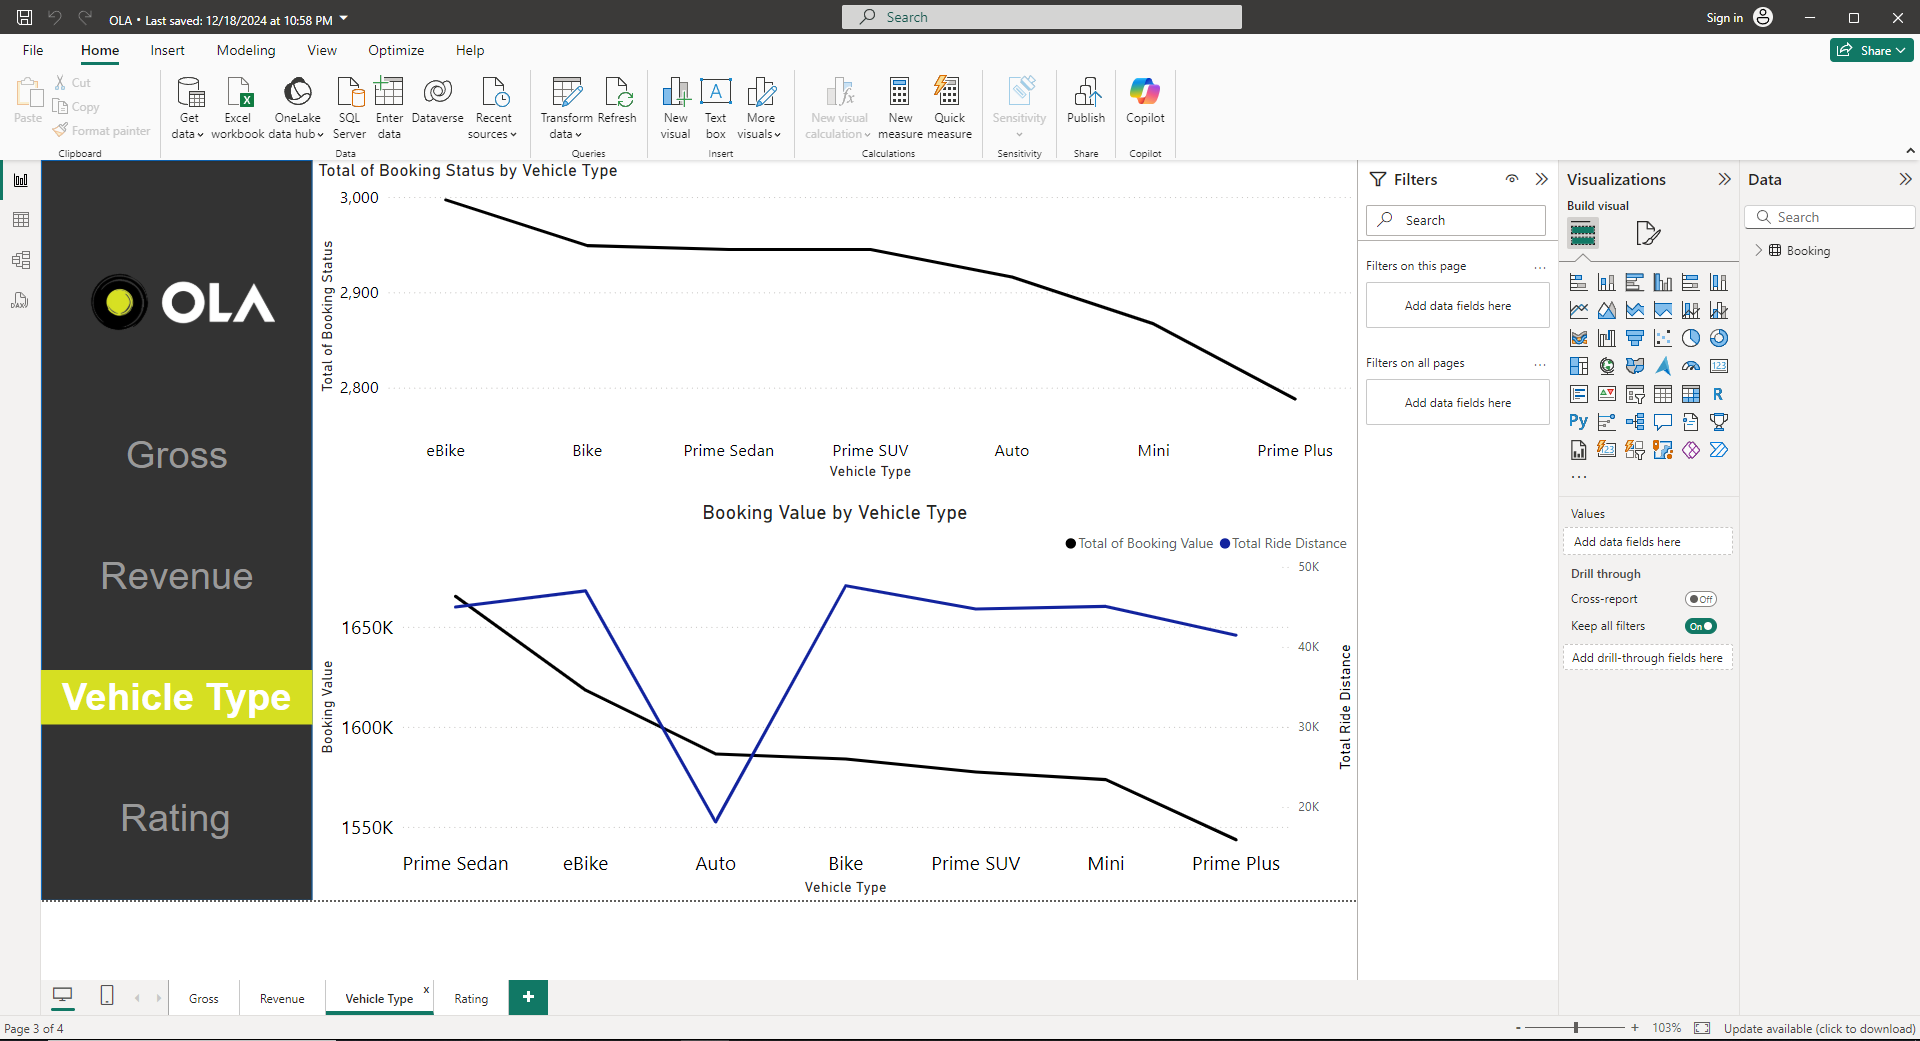 OLA • Last saved: 12/18/2024 at 10:58 PM
Search
Sign in
File Home Insert Modeling View Optimize Help
Share
Paste
Cut
Copy
Format painter
Clipboard
Get data
Excel workbook
OneLake data hub
SQL Server
Enter data
Dataverse
Recent sources
Data
Transform data
Refresh
Queries
New visual
Text box
More visuals
Insert
New visual calculation
New measure
Quick measure
Calculations
Sensitivity
Sensitivity
Publish
Share
Copilot
Copilot
OLA
Gross
Revenue
Vehicle Type
Rating
Total of Booking Status by Vehicle Type
Total of Booking Status
3,000
2,900
2,800
eBike Bike Prime Sedan Prime SUV Auto Mini Prime Plus
Vehicle Type
Booking Value by Vehicle Type
Total of Booking Value Total Ride Distance
Booking Value
1650K
1600K
1550K
50K
40K
30K
20K
Total Ride Distance
Prime Sedan eBike Auto Bike Prime SUV Mini Prime Plus
Vehicle Type
Filters
Search
Filters on this page ...
Add data fields here
Filters on all pages ...
Add data fields here
Visualizations
Build visual
123
R
Py
123
...
Values
Add data fields here
Drill through
Cross-report Off
Keep all filters On
Add drill-through fields here
Data
Search
Booking
DAX
Gross Revenue Vehicle Type x Rating +
Page 3 of 4
- + 103%
Update available (click to download)